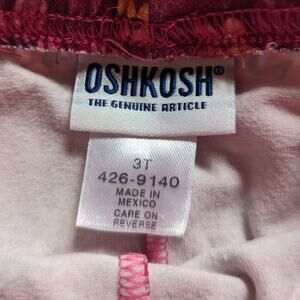 OSHKOSH®
THE GENUINE ARTICLE
3T
426-9140
MADE IN
MEXICO
CARE ON
REVERSE